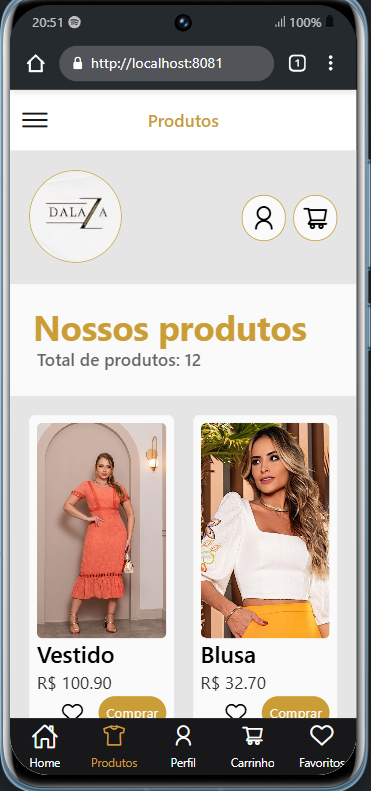 20:51 100%
http://localhost:8081 1
Produtos
DALAZA
Nossos produtos
Total de produtos: 12
Vestido Blusa
R$ 100.90 R$ 32.70
Comprar Comprar
Home Produtos Perfil Carrinho Favoritos